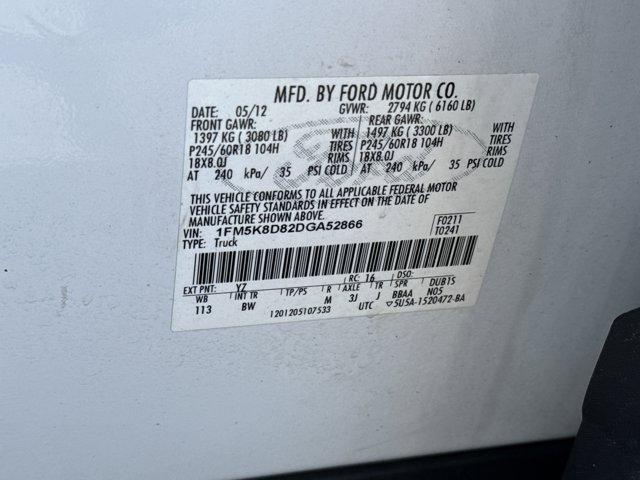 MFD. BY FORD MOTOR CO.
DATE: 05/12 GVWR: 2794 KG ( 6160 LB)
FRONT GAWR: REAR GAWR:
1397 KG ( 3080 LB) WITH 1497 KG ( 3300 LB) WITH
P245/60R18 104H TIRES P245/60R18 104H TIRES
18X8.0J RIMS 18X8.0J RIMS
AT 240 kPa/ 35 PSI COLD AT 240 kPa/ 35 PSI COLD
THIS VEHICLE CONFORMS TO ALL APPLICABLE FEDERAL MOTOR
VEHICLE SAFETY STANDARDS IN EFFECT ON THE DATE OF
MANUFACTURE SHOWN ABOVE.
VIN: 1FM5K8D82DGA52866 F0211
TYPE: Truck T0241
EXT PNT: YZ RC: 16 DSO:
WB INT TR TP/PS R AXLE TR SPR DUBTS
113 BW M 3J J BBAA N05
1201205107533 UTC ▽5U5A-1520472-BA